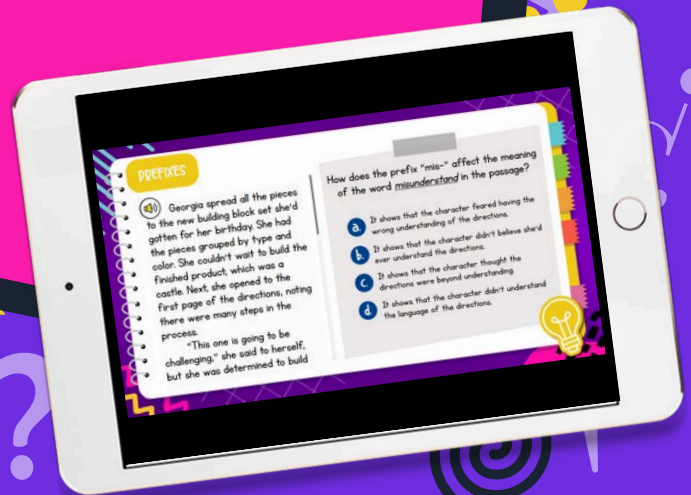 PREFIXES
Georgia spread all the pieces
to the new building block set she'd
gotten for her birthday. She had
the pieces grouped by type and
color. She couldn't wait to build the
finished product, which was a
castle. Next, she opened to the
first page of the directions, noting
there were many steps in the
process.
"This one is going to be
challenging," she said to herself,
but she was determined to build
How does the prefix "mis-" affect the meaning
of the word misunderstand in the passage?
a. It shows that the character feared having the
wrong understanding of the directions.
b. It shows that the character didn't believe she'd
ever understand the directions.
c. It shows that the character thought the
directions were beyond understanding.
d. It shows that the character didn't understand
the language of the directions.
?